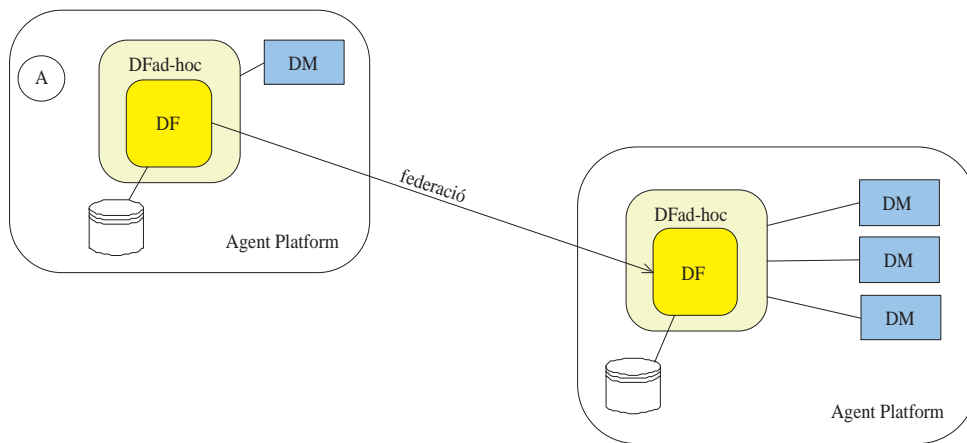 DFad-hoc
DM
A
DF
federació
Agent Platform
DFad-hoc
DM
DF
DM
DM
Agent Platform